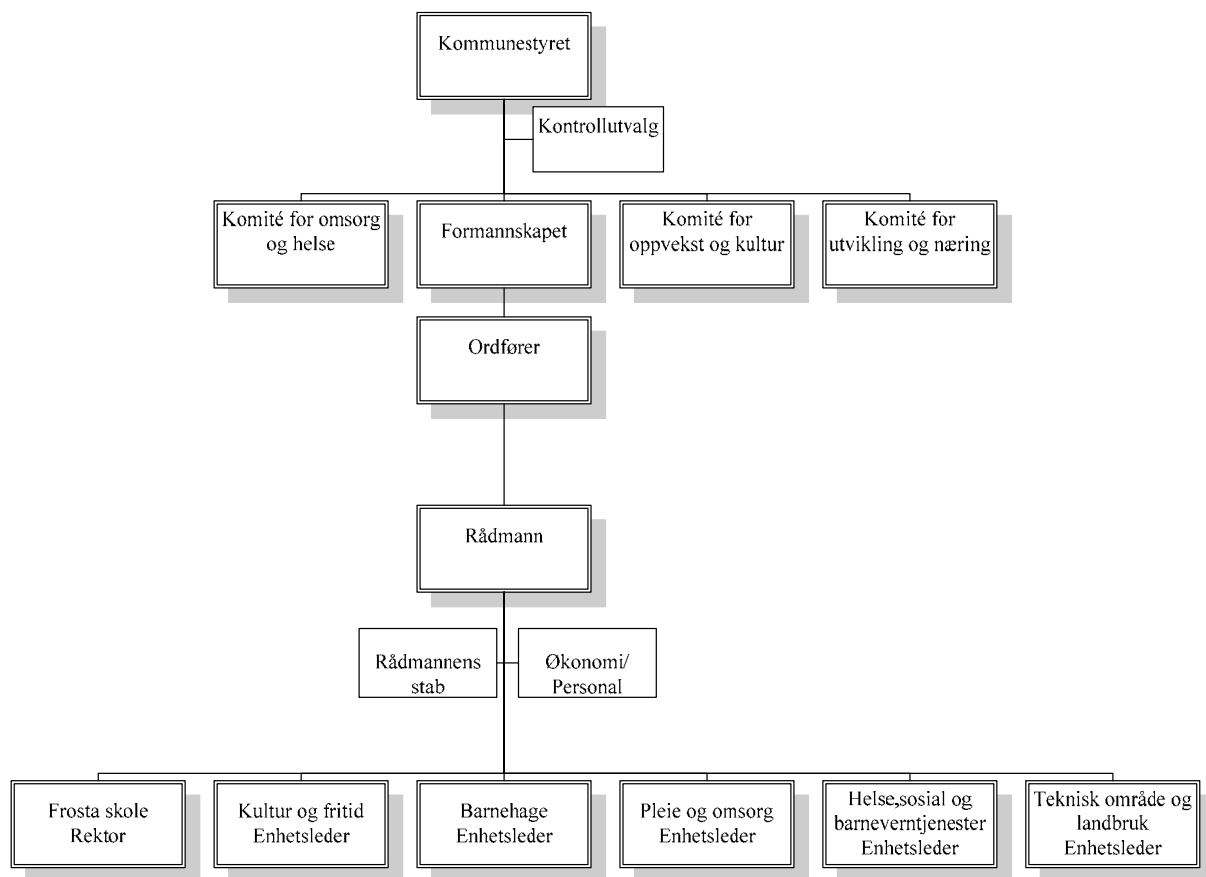 Kommunestyret
Kontrollutvalg
Komité for omsorg
og helse
Formannskapet
Komité for
oppvekst og kultur
Komité for
utvikling og næring
Ordfører
Rådmann
Rådmannens
stab
Økonomi/
Personal
Frosta skole
Rektor
Kultur og fritid
Enhetsleder
Barnehage
Enhetsleder
Pleie og omsorg
Enhetsleder
Helse,sosial og
barneverntjenester
Enhetsleder
Teknisk område og
landbruk
Enhetsleder